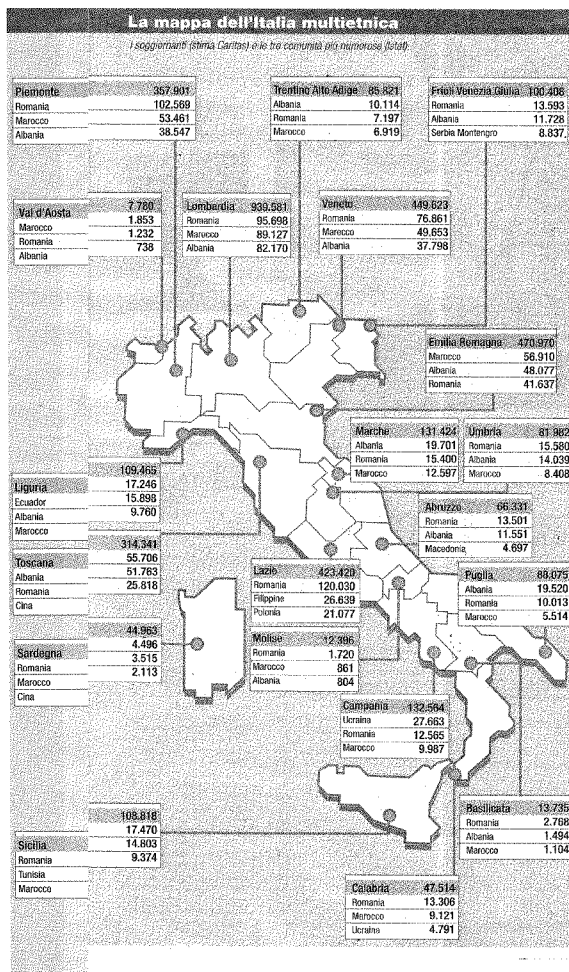 La mappa dell'Italia multietnica
I soggiornanti (stima Caritas) e le tre comunità più numerose (Istat)
Piemonte 357.901
Romania 102.569
Marocco 53.461
Albania 38.547
Trentino Alto Adige 85.821
Albania 10.114
Romania 7.197
Marocco 6.919
Friuli Venezia Giulia 100.406
Romania 13.593
Albania 11.728
Serbia Montengro 8.837
Val d'Aosta 7.780
Marocco 1.853
Romania 1.232
Albania 738
Lombardia 939.581
Romania 95.698
Marocco 89.127
Albania 82.170
Veneto 449.623
Romania 76.861
Marocco 49.653
Albania 37.798
Emilia Romagna 470.970
Marocco 56.910
Albania 48.077
Romania 41.637
Marche 131.424
Albania 19.701
Romania 15.400
Marocco 12.597
Umbria 81.982
Romania 15.580
Albania 14.039
Marocco 8.408
Liguria 109.465
Ecuador 17.246
Albania 15.898
Marocco 9.760
Abruzzo 66.331
Romania 13.501
Albania 11.551
Macedonia 4.697
Toscana 314.341
Albania 55.706
Romania 51.763
Cina 25.818
Lazio 423.420
Romania 120.030
Filippine 26.639
Polonia 21.077
Puglia 68.075
Albania 19.520
Romania 10.013
Marocco 5.514
Sardegna 44.963
Romania 4.496
Marocco 3.515
Cina 2.113
Molise 12.396
Romania 1.720
Marocco 861
Albania 804
Campania 132.564
Ucraina 27.663
Romania 12.565
Marocco 9.987
Sicilia 108.818
Romania 17.470
Tunisia 14.803
Marocco 9.374
Basilicata 13.735
Romania 2.768
Albania 1.494
Marocco 1.104
Calabria 47.514
Romania 13.306
Marocco 9.121
Ucraina 4.791